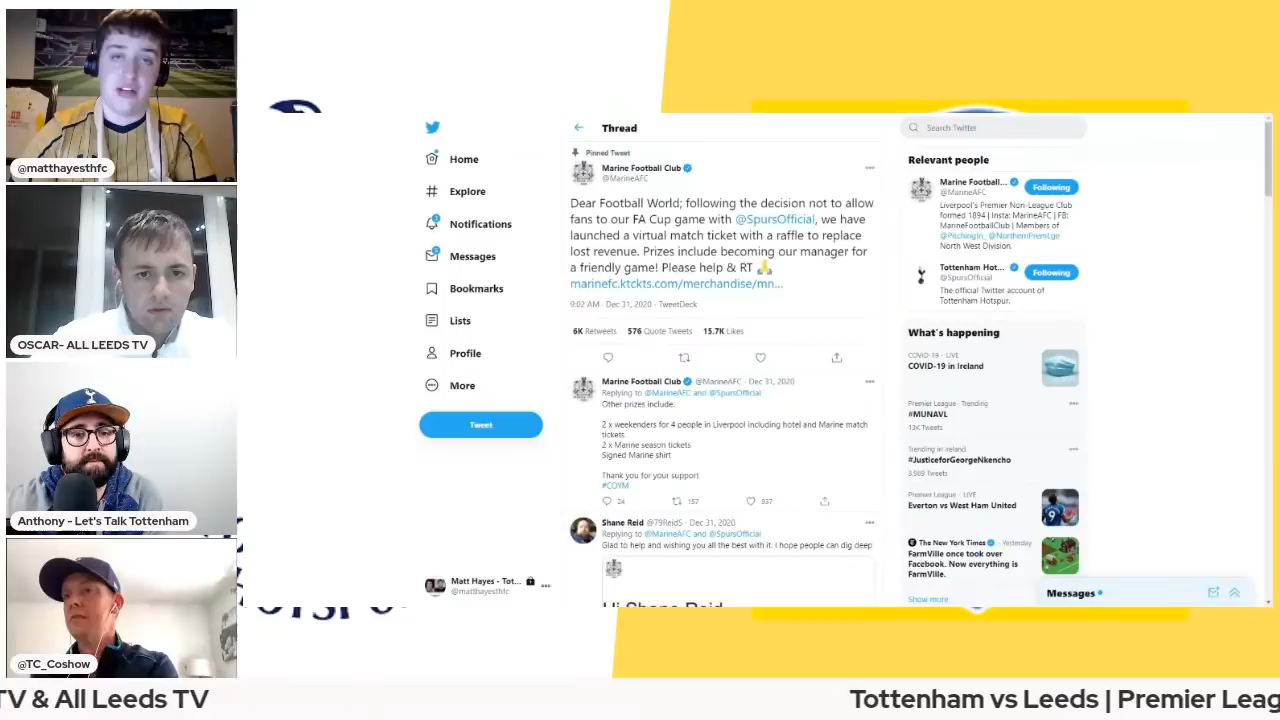 @matthayesthfc
OSCAR- ALL LEEDS TV
Anthony - Let's Talk Tottenham
@TC_Coshow
Home
Explore
Notifications
Messages
Bookmarks
Lists
Profile
More
Tweet
Matt Hayes - Tot...
@matthayesthfc
Thread
Pinned Tweet
Marine Football Club
@MarineAFC
Dear Football World; following the decision not to allow
fans to our FA Cup game with @SpursOfficial, we have
launched a virtual match ticket with a raffle to replace
lost revenue. Prizes include becoming our manager for
a friendly game! Please help & RT 🙏
marinefc.ktckts.com/merchandise/mn...
9:02 AM · Dec 31, 2020 · TweetDeck
6K Retweets 576 Quote Tweets 15.7K Likes
Marine Football Club @MarineAFC · Dec 31, 2020
Replying to @MarineAFC and @SpursOfficial
Other prizes include:
2 x weekenders for 4 people in Liverpool including hotel and Marine match
tickets
2 x Marine season tickets
Signed Marine shirt
Thank you for your support
#COYM
24 157 937
Shane Reid @79ReidS · Dec 31, 2020
Replying to @MarineAFC and @SpursOfficial
Glad to help and wishing you all the best with it. I hope people can dig deep
Hi Shane Reid
Search Twitter
Relevant people
Marine Football...
@MarineAFC
Following
Liverpool's Premier Non-League Club
formed 1894 | Insta: MarineAFC | FB:
MarineFootballClub | Members of
@PitchingIn_ @NorthernPremLge
North West Division.
Tottenham Hot...
@SpursOfficial
Following
The official Twitter account of
Tottenham Hotspur.
What's happening
COVID-19 · LIVE
COVID-19 in Ireland
Premier League · Trending
#MUNAVL
13K Tweets
Trending in Ireland
#JusticeforGeorgeNkencho
3,969 Tweets
Premier League · LIVE
Everton vs West Ham United
The New York Times · Yesterday
FarmVille once took over
Facebook. Now everything is
FarmVille.
Show more
Messages
TV & All Leeds TV
Tottenham vs Leeds | Premier Leag